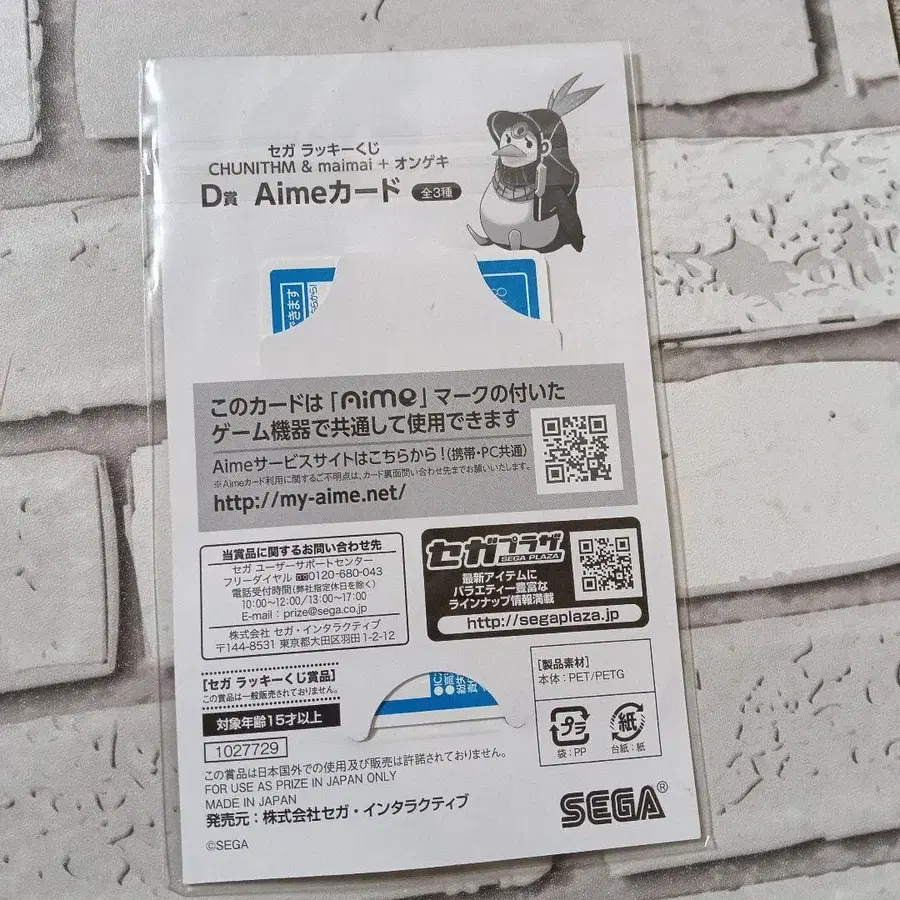 セガ ラッキーくじ
CHUNITHM & maimai + オンゲキ
D賞 Aimeカード 全3種
できます
このカードは「Aime」マークの付いた
ゲーム機器で共通して使用できます
Aimeサービスサイトはこちらから！(携帯・PC共通)
※Aimeカード利用に関するご不明点は、カード裏面問い合わせ先までお願いいたします。
http://my-aime.net/
当賞品に関するお問い合わせ先
セガ ユーザーサポートセンター
フリーダイヤル 0120-680-043
電話受付時間(弊社指定休日を除く)
10:00〜12:00/13:00〜17:00
E-mail : prize@sega.co.jp
株式会社 セガ・インタラクティブ
〒144-8531 東京都大田区羽田1-2-12
セガプラザ
SEGA PLAZA
最新アイテムに
バラエティー豊富な
ラインナップ情報満載
http://segaplaza.jp
[セガ ラッキーくじ賞品]
この賞品は一般販売されておりません。
対象年齢15才以上
1027729
[製品素材]
本体：PET/PETG
プラ
袋：PP
紙
台紙：紙
この賞品は日本国外での使用及び販売は許諾されておりません。
FOR USE AS PRIZE IN JAPAN ONLY
MADE IN JAPAN
発売元：株式会社セガ・インタラクティブ
SEGA®
©SEGA